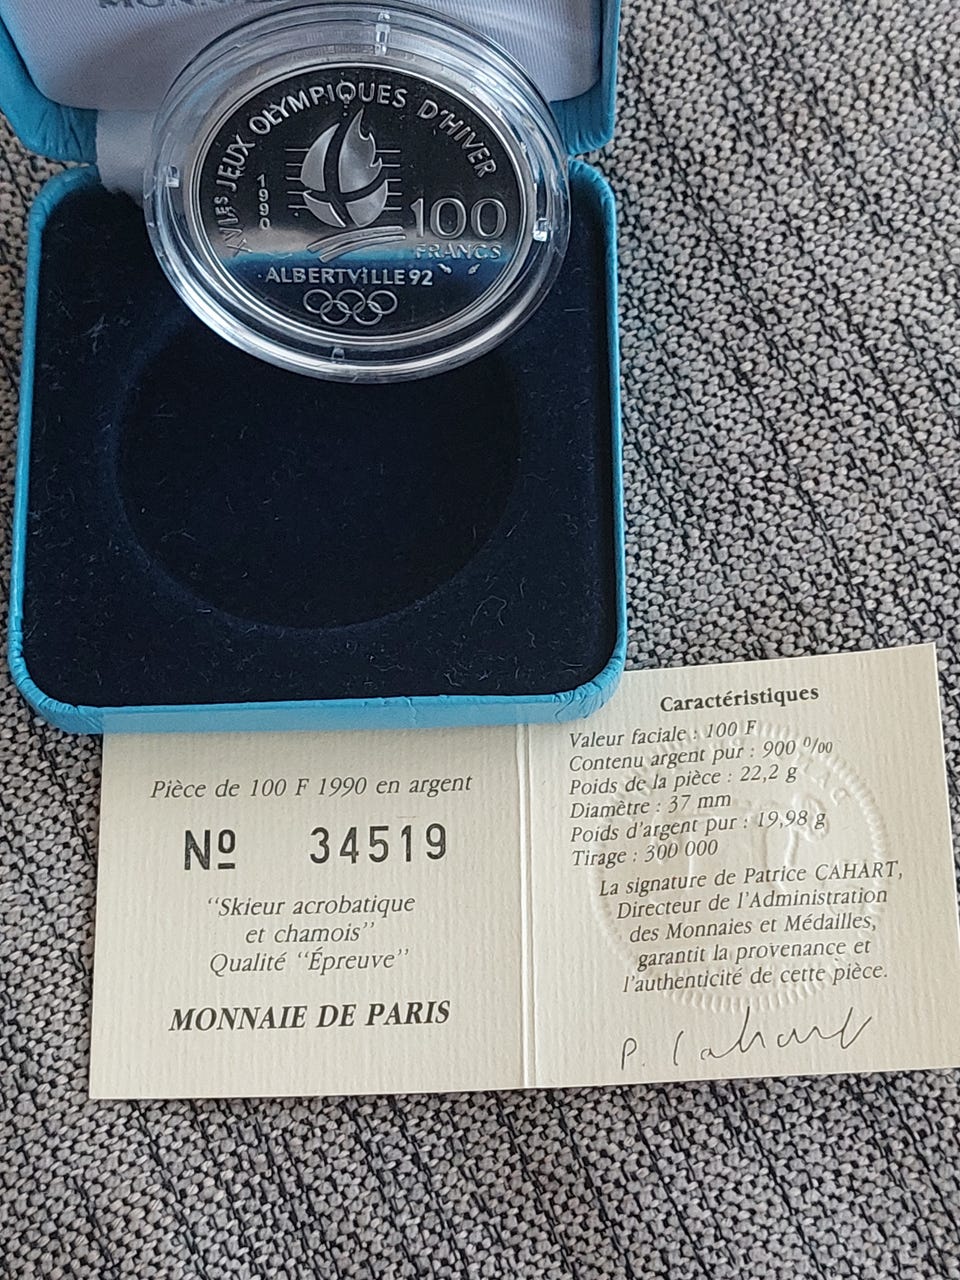 XVIES JEUX OLYMPIQUES D'HIVER
1990
100
FRANCS
ALBERTVILLE 92
Pièce de 100 F 1990 en argent
Nº 34519
"Skieur acrobatique
et chamois"
Qualité "Épreuve"
MONNAIE DE PARIS
Caractéristiques
Valeur faciale : 100 F
Contenu argent pur : 900 ⁰/₀₀
Poids de la pièce : 22,2 g
Diamètre : 37 mm
Poids d'argent pur : 19,98 g
Tirage : 300 000
La signature de Patrice CAHART,
Directeur de l'Administration
des Monnaies et Médailles,
garantit la provenance et
l'authenticité de cette pièce.
P. Cahart